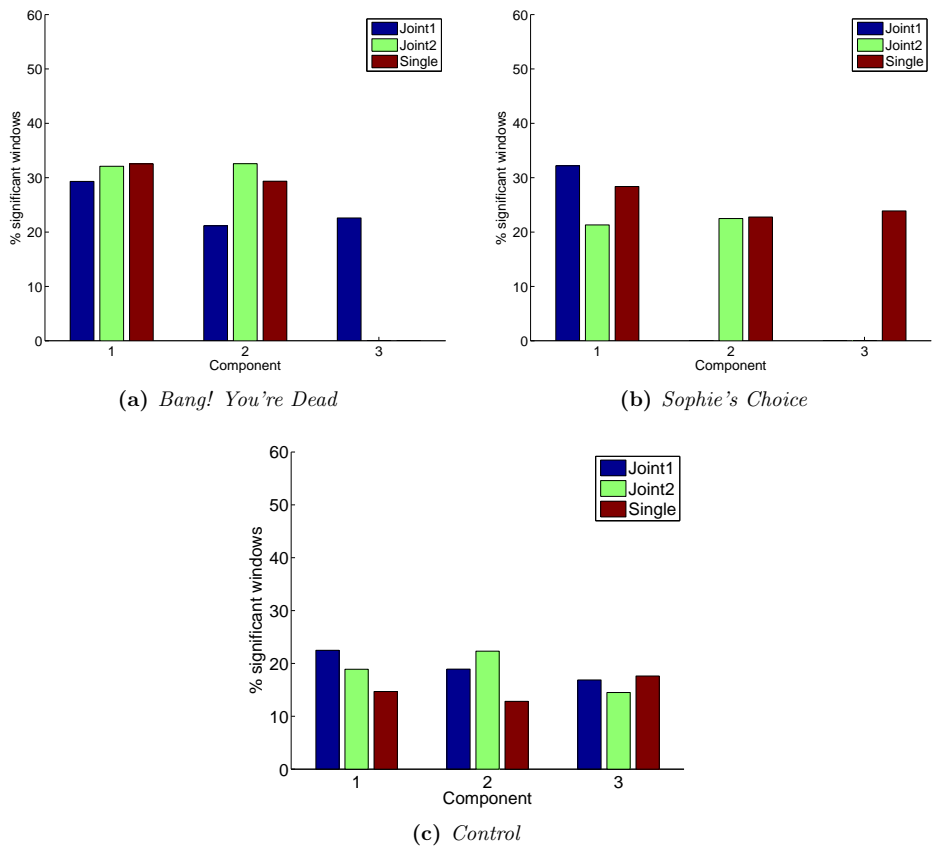 60
50
40
30
20
10
0
% significant windows
Joint1
Joint2
Single
1 2 3
Component
(a) Bang! You're Dead
60
50
40
30
20
10
0
% significant windows
Joint1
Joint2
Single
1 2 3
Component
(b) Sophie's Choice
60
50
40
30
20
10
0
% significant windows
Joint1
Joint2
Single
1 2 3
Component
(c) Control